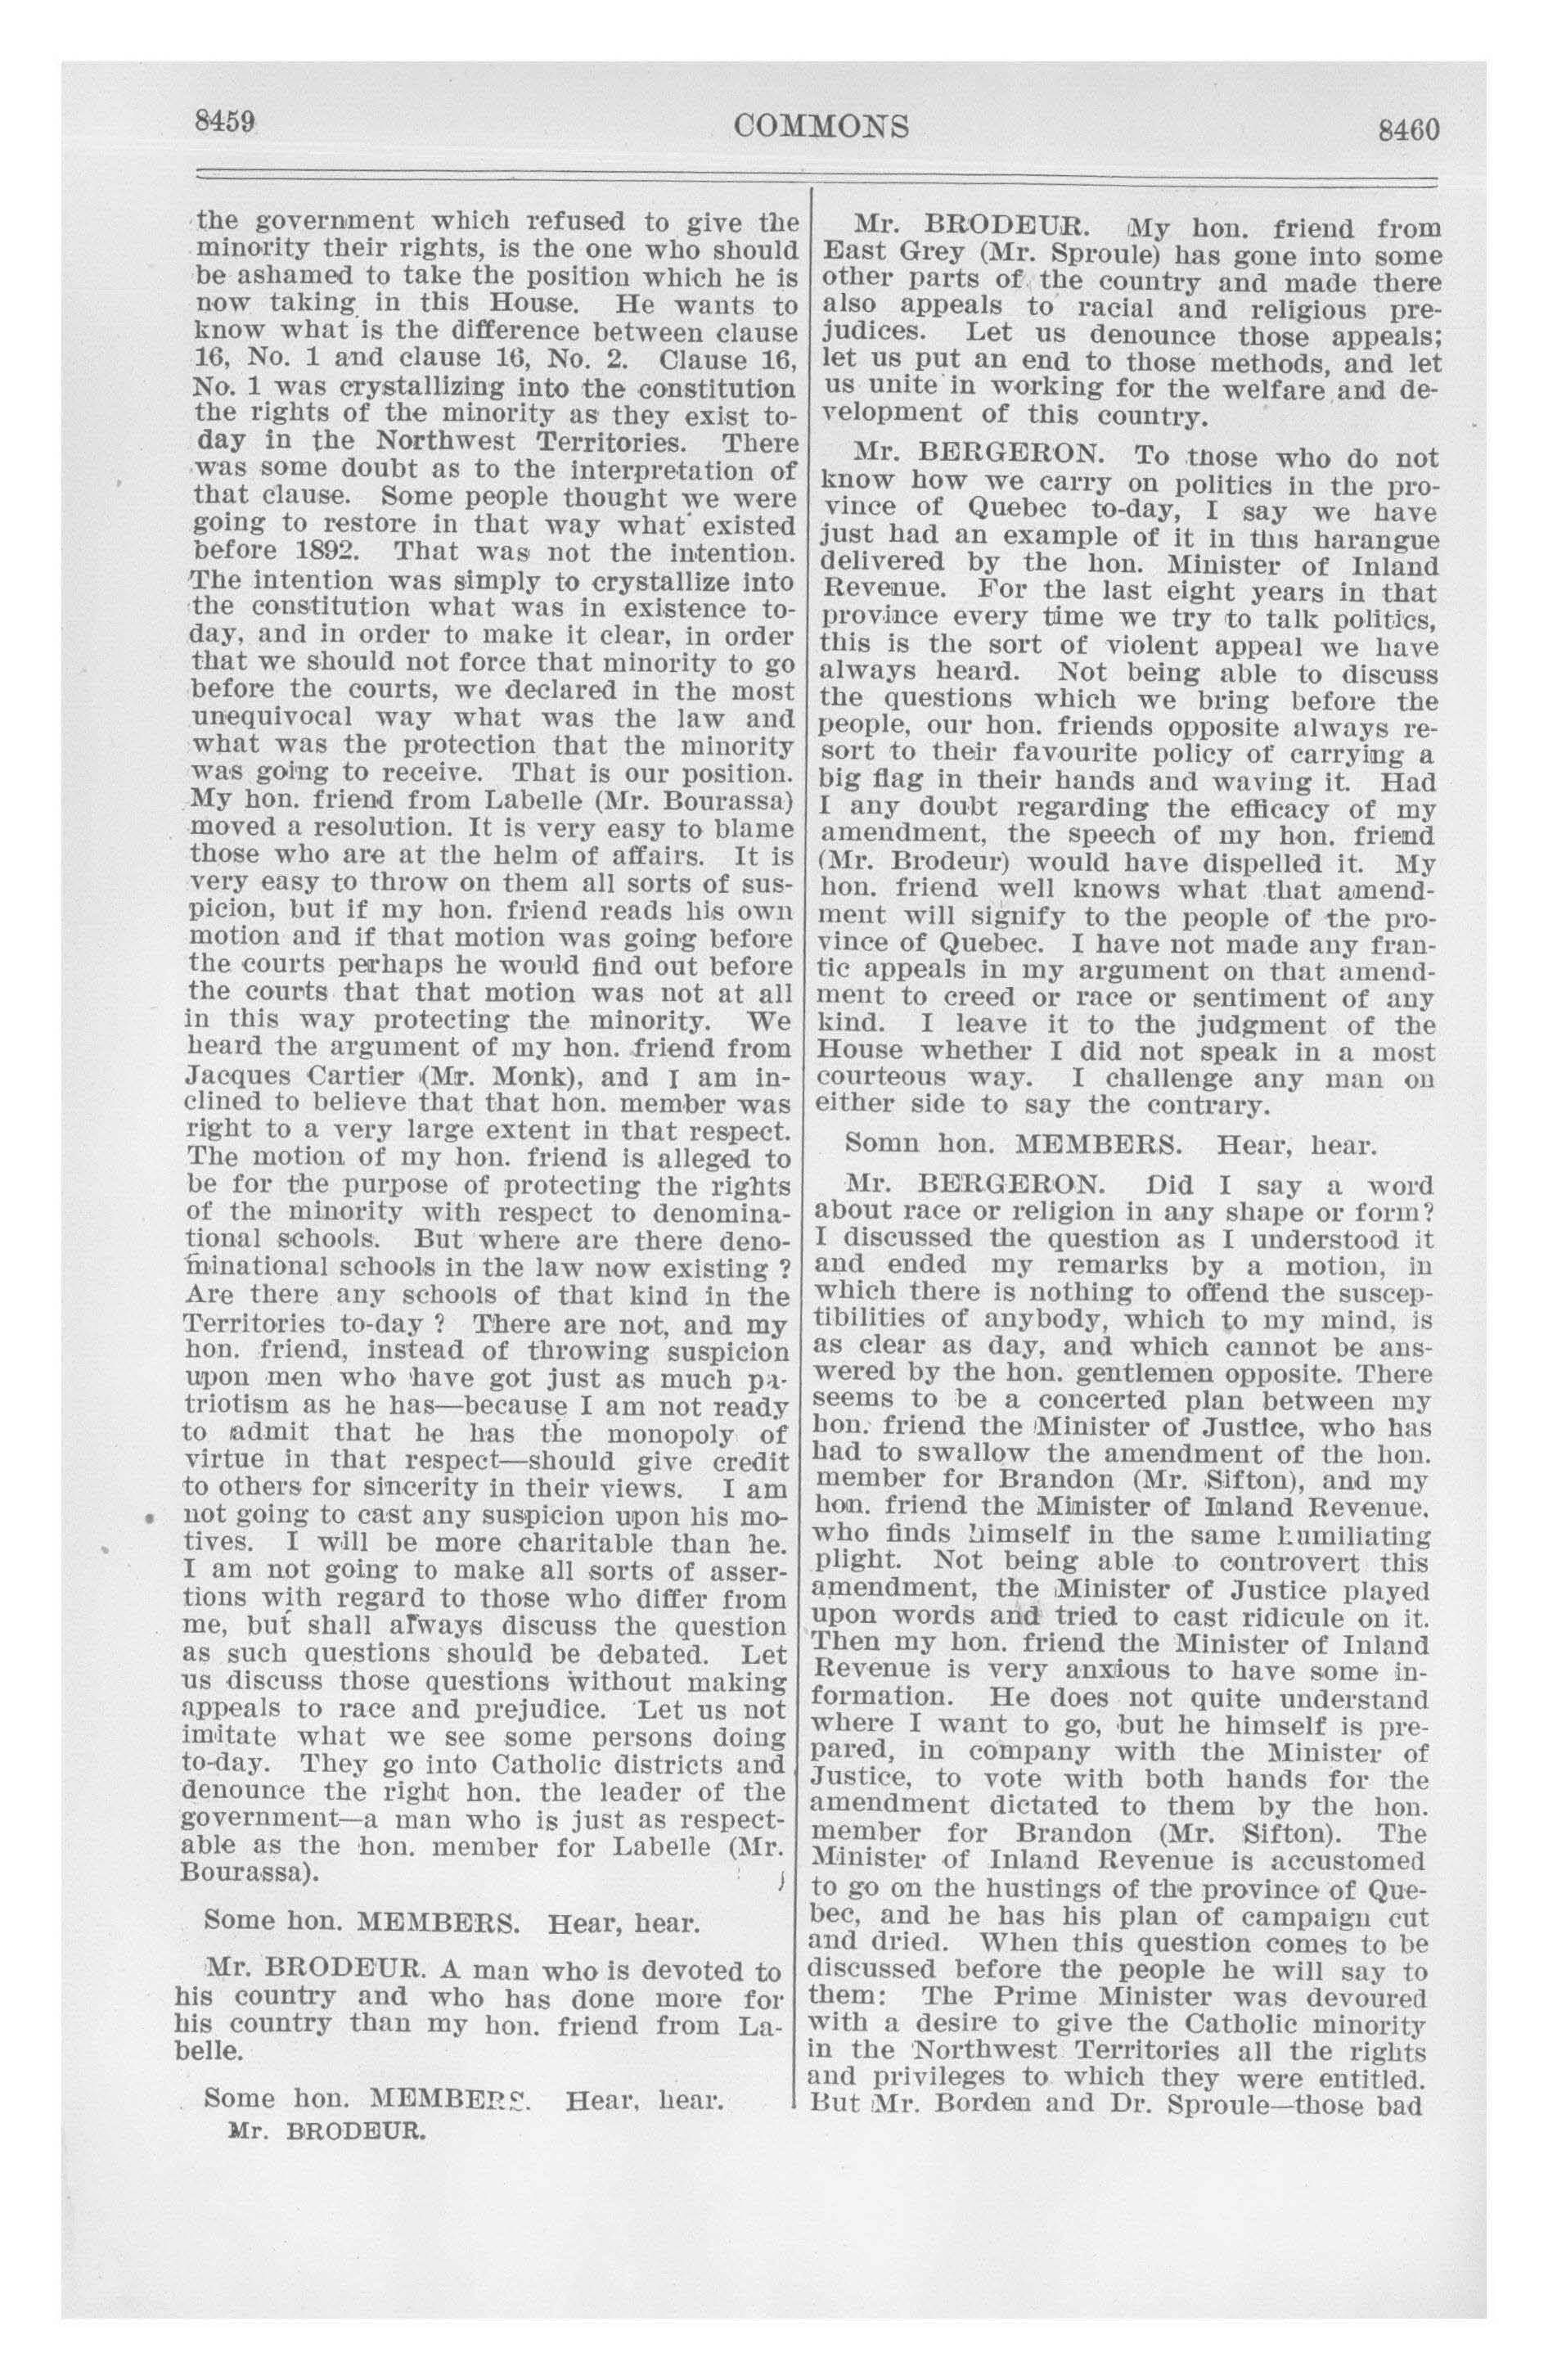 8459
COMMONS
8460
the government which refused to give the
minority their rights, is the one who should
be ashamed to take the position which he is
now taking in this House. He wants to
know what is the difference between clause
16, No. 1 and clause 16, No. 2. Clause 16,
No. 1 was crystallizing into the constitution
the rights of the minority as they exist to-
day in the Northwest Territories. There
was some doubt as to the interpretation of
that clause. Some people thought we were
going to restore in that way what existed
before 1892. That was not the intention.
The intention was simply to crystallize into
the constitution what was in existence to-
day, and in order to make it clear, in order
that we should not force that minority to go
before the courts, we declared in the most
unequivocal way what was the law and
what was the protection that the minority
was going to receive. That is our position.
My hon. friend from Labelle (Mr. Bourassa)
moved a resolution. It is very easy to blame
those who are at the helm of affairs. It is
very easy to throw on them all sorts of sus-
picion, but if my hon. friend reads his own
motion and if that motion was going before
the courts perhaps he would find out before
the courts that that motion was not at all
in this way protecting the minority. We
heard the argument of my hon. friend from
Jacques Cartier (Mr. Monk), and I am in-
clined to believe that that hon. member was
right to a very large extent in that respect.
The motion of my hon. friend is alleged to
be for the purpose of protecting the rights
of the minority with respect to denomina-
tional schools. But where are there deno-
minational schools in the law now existing ?
Are there any schools of that kind in the
Territories to-day ? There are not, and my
hon. friend, instead of throwing suspicion
upon men who have got just as much pa-
triotism as he has—because I am not ready
to admit that he has the monopoly of
virtue in that respect—should give credit
to others for sincerity in their views. I am
not going to cast any suspicion upon his mo-
tives. I will be more charitable than he.
I am not going to make all sorts of asser-
tions with regard to those who differ from
me, but shall always discuss the question
as such questions should be debated. Let
us discuss those questions without making
appeals to race and prejudice. Let us not
imitate what we see some persons doing
to-day. They go into Catholic districts and
denounce the right hon. the leader of the
government—a man who is just as respect-
able as the hon. member for Labelle (Mr.
Bourassa).
Some hon. MEMBERS. Hear, hear.
Mr. BRODEUR. A man who is devoted to
his country and who has done more for
his country than my hon. friend from La-
belle.
Some hon. MEMBERS. Hear, hear.
Mr. BRODEUR.
Mr. BRODEUR. My hon. friend from
East Grey (Mr. Sproule) has gone into some
other parts of the country and made there
also appeals to racial and religious pre-
judices. Let us denounce those appeals;
let us put an end to those methods, and let
us unite in working for the welfare and de-
velopment of this country.
Mr. BERGERON. To those who do not
know how we carry on politics in the pro-
vince of Quebec to-day, I say we have
just had an example of it in this harangue
delivered by the hon. Minister of Inland
Revenue. For the last eight years in that
province every time we try to talk politics,
this is the sort of violent appeal we have
always heard. Not being able to discuss
the questions which we bring before the
people, our hon. friends opposite always re-
sort to their favourite policy of carrying a
big flag in their hands and waving it. Had
I any doubt regarding the efficacy of my
amendment, the speech of my hon. friend
(Mr. Brodeur) would have dispelled it. My
hon. friend well knows what that amend-
ment will signify to the people of the pro-
vince of Quebec. I have not made any fran-
tic appeals in my argument on that amend-
ment to creed or race or sentiment of any
kind. I leave it to the judgment of the
House whether I did not speak in a most
courteous way. I challenge any man on
either side to say the contrary.
Somn hon. MEMBERS. Hear, hear.
Mr. BERGERON. Did I say a word
about race or religion in any shape or form?
I discussed the question as I understood it
and ended my remarks by a motion, in
which there is nothing to offend the suscep-
tibilities of anybody, which to my mind, is
as clear as day, and which cannot be ans-
wered by the hon. gentlemen opposite. There
seems to be a concerted plan between my
hon. friend the Minister of Justice, who has
had to swallow the amendment of the hon.
member for Brandon (Mr. Sifton), and my
hon. friend the Minister of Inland Revenue,
who finds himself in the same humiliating
plight. Not being able to controvert this
amendment, the Minister of Justice played
upon words and tried to cast ridicule on it.
Then my hon. friend the Minister of Inland
Revenue is very anxious to have some in-
formation. He does not quite understand
where I want to go, but he himself is pre-
pared, in company with the Minister of
Justice, to vote with both hands for the
amendment dictated to them by the hon.
member for Brandon (Mr. Sifton). The
Minister of Inland Revenue is accustomed
to go on the hustings of the province of Que-
bec, and he has his plan of campaign cut
and dried. When this question comes to be
discussed before the people he will say to
them: The Prime Minister was devoured
with a desire to give the Catholic minority
in the Northwest Territories all the rights
and privileges to which they were entitled.
But Mr. Borden and Dr. Sproule—those bad